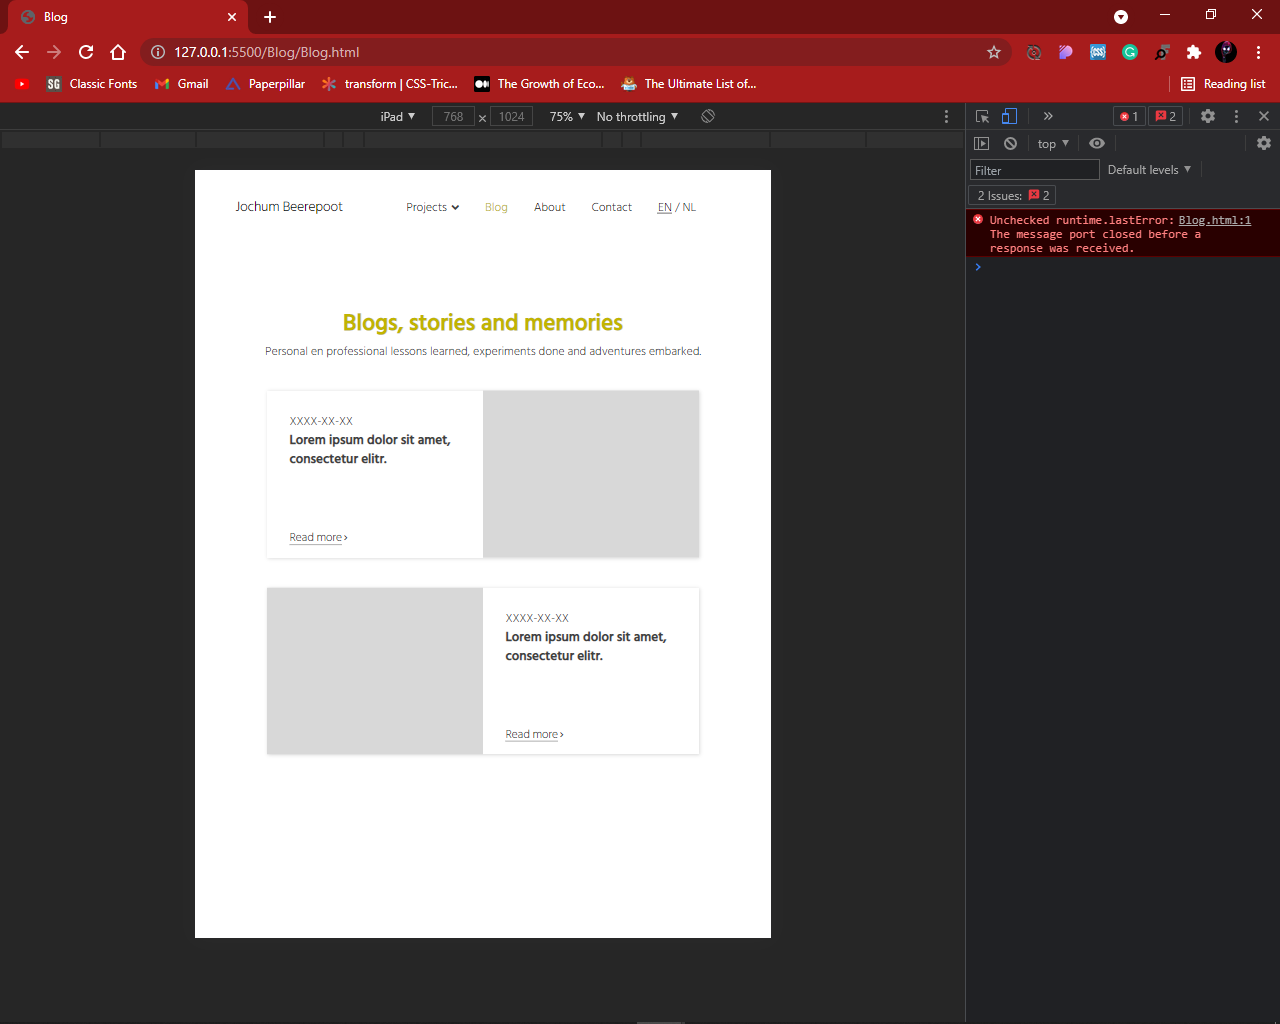 Blog
127.0.0.1:5500/Blog/Blog.html
SG Classic Fonts
Gmail
Paperpillar
transform | CSS-Tric...
The Growth of Eco...
The Ultimate List of...
Reading list
iPad 768 × 1024 75% No throttling
1 2
top
Filter Default levels
2 Issues: 2
Unchecked runtime.lastError: Blog.html:1
The message port closed before a
response was received.
Jochum Beerepoot Projects Blog About Contact EN / NL
Blogs, stories and memories
Personal en professional lessons learned, experiments done and adventures embarked.
XXXX-XX-XX
Lorem ipsum dolor sit amet,
consectetur elitr.
Read more ›
XXXX-XX-XX
Lorem ipsum dolor sit amet,
consectetur elitr.
Read more ›